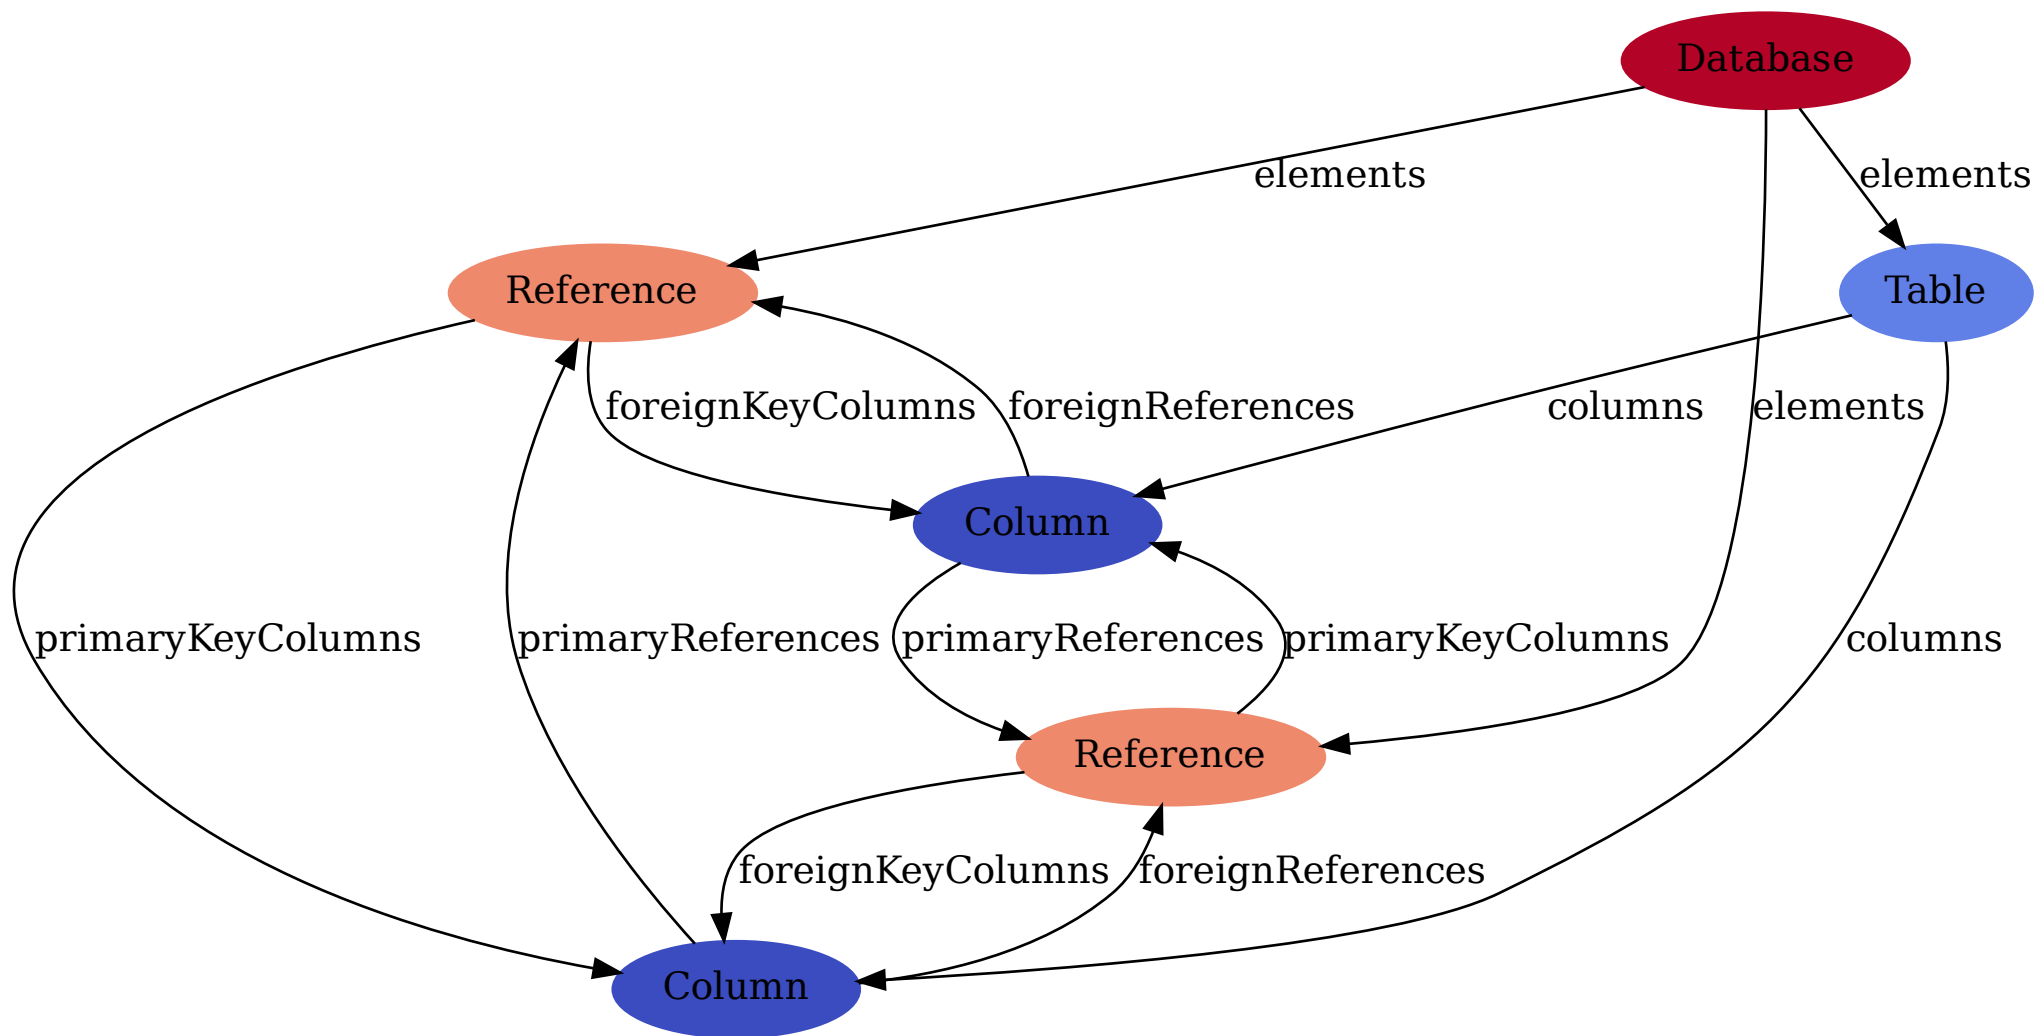 Database
elements
elements
Reference
Table
foreignKeyColumns
foreignReferences
columns
elements
Column
primaryKeyColumns
primaryReferences
primaryReferences
primaryKeyColumns
columns
Reference
foreignKeyColumns
foreignReferences
Column